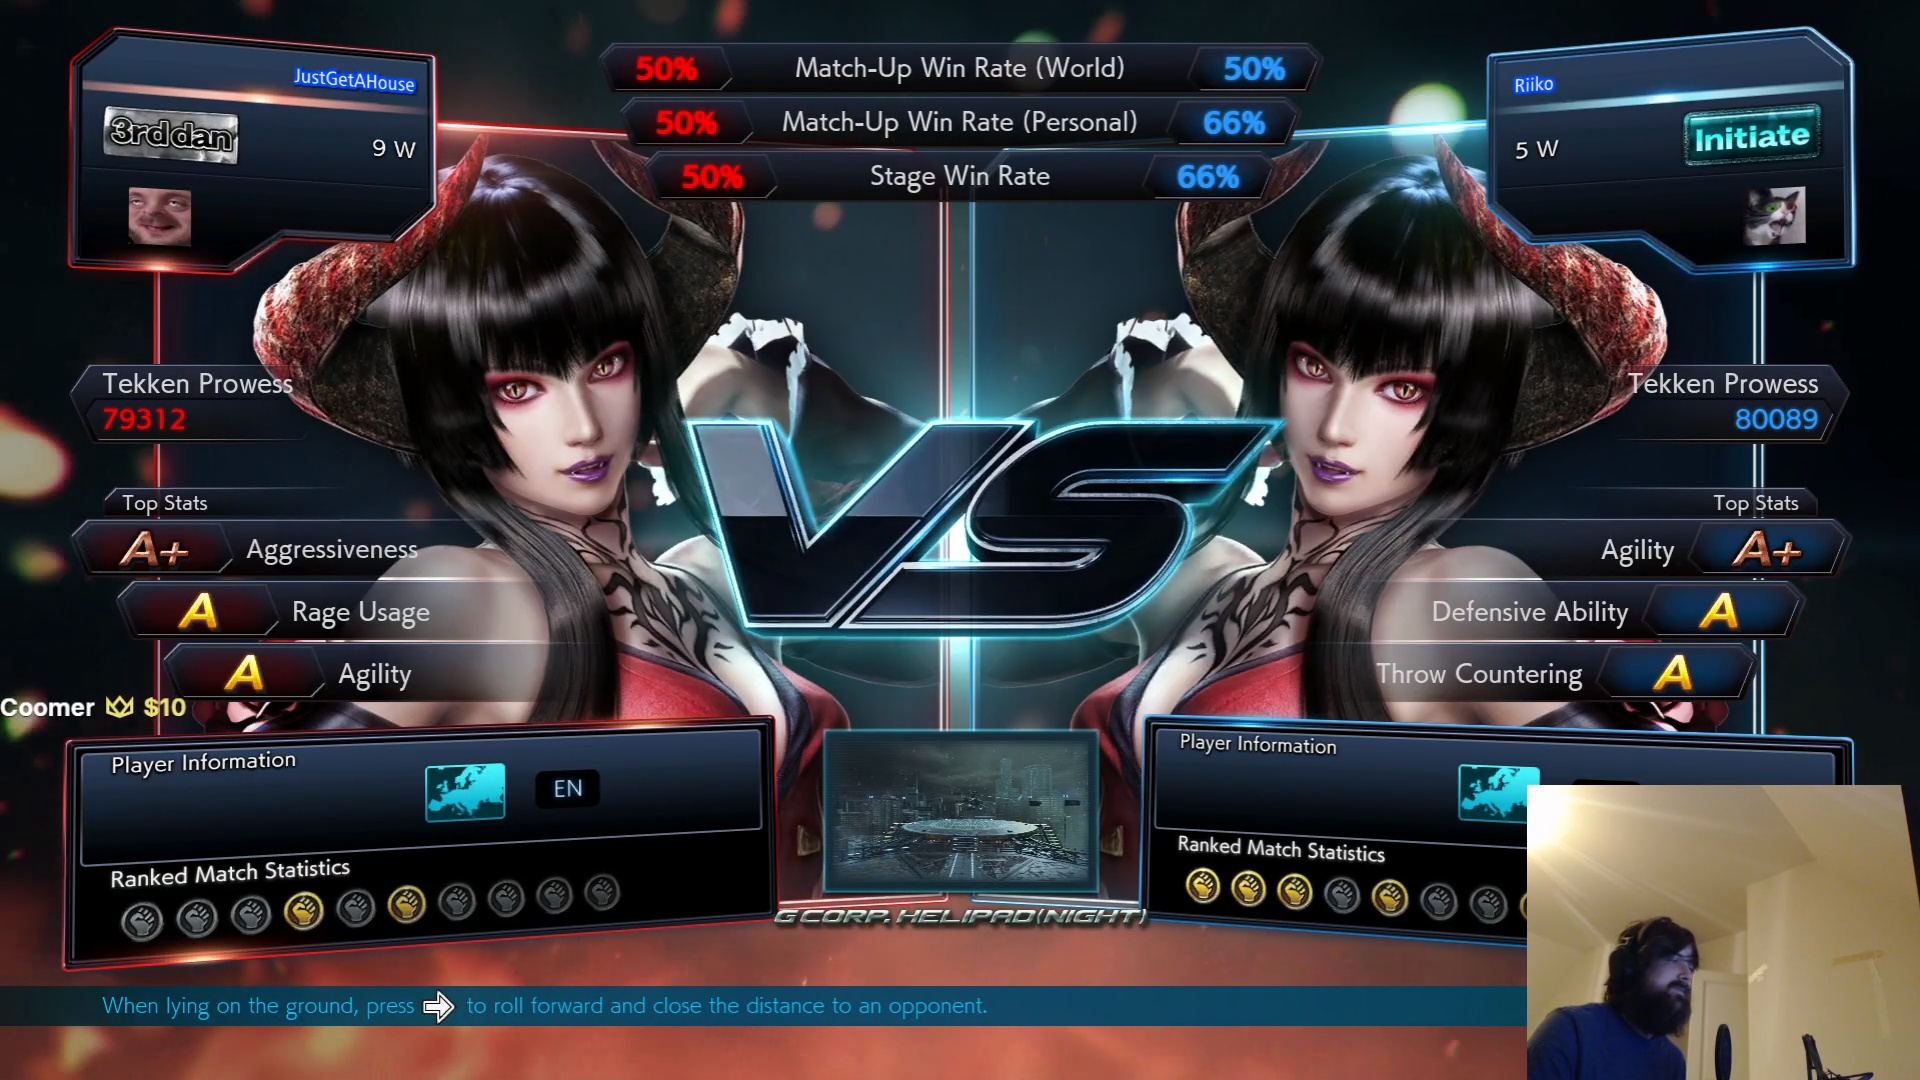 JustGetAHouse
3rd dan
9 W
50% Match-Up Win Rate (World) 50%
50% Match-Up Win Rate (Personal) 66%
50% Stage Win Rate 66%
Riiko
5 W
Initiate
Tekken Prowess
79312
VS
Tekken Prowess
80089
Top Stats
A+ Aggressiveness
A Rage Usage
A Agility
Top Stats
Agility A+
Defensive Ability A
Throw Countering A
Coomer $10
Player Information
EN
Ranked Match Statistics
Player Information
Ranked Match Statistics
G CORP. HELIPAD(NIGHT)
When lying on the ground, press to roll forward and close the distance to an opponent.